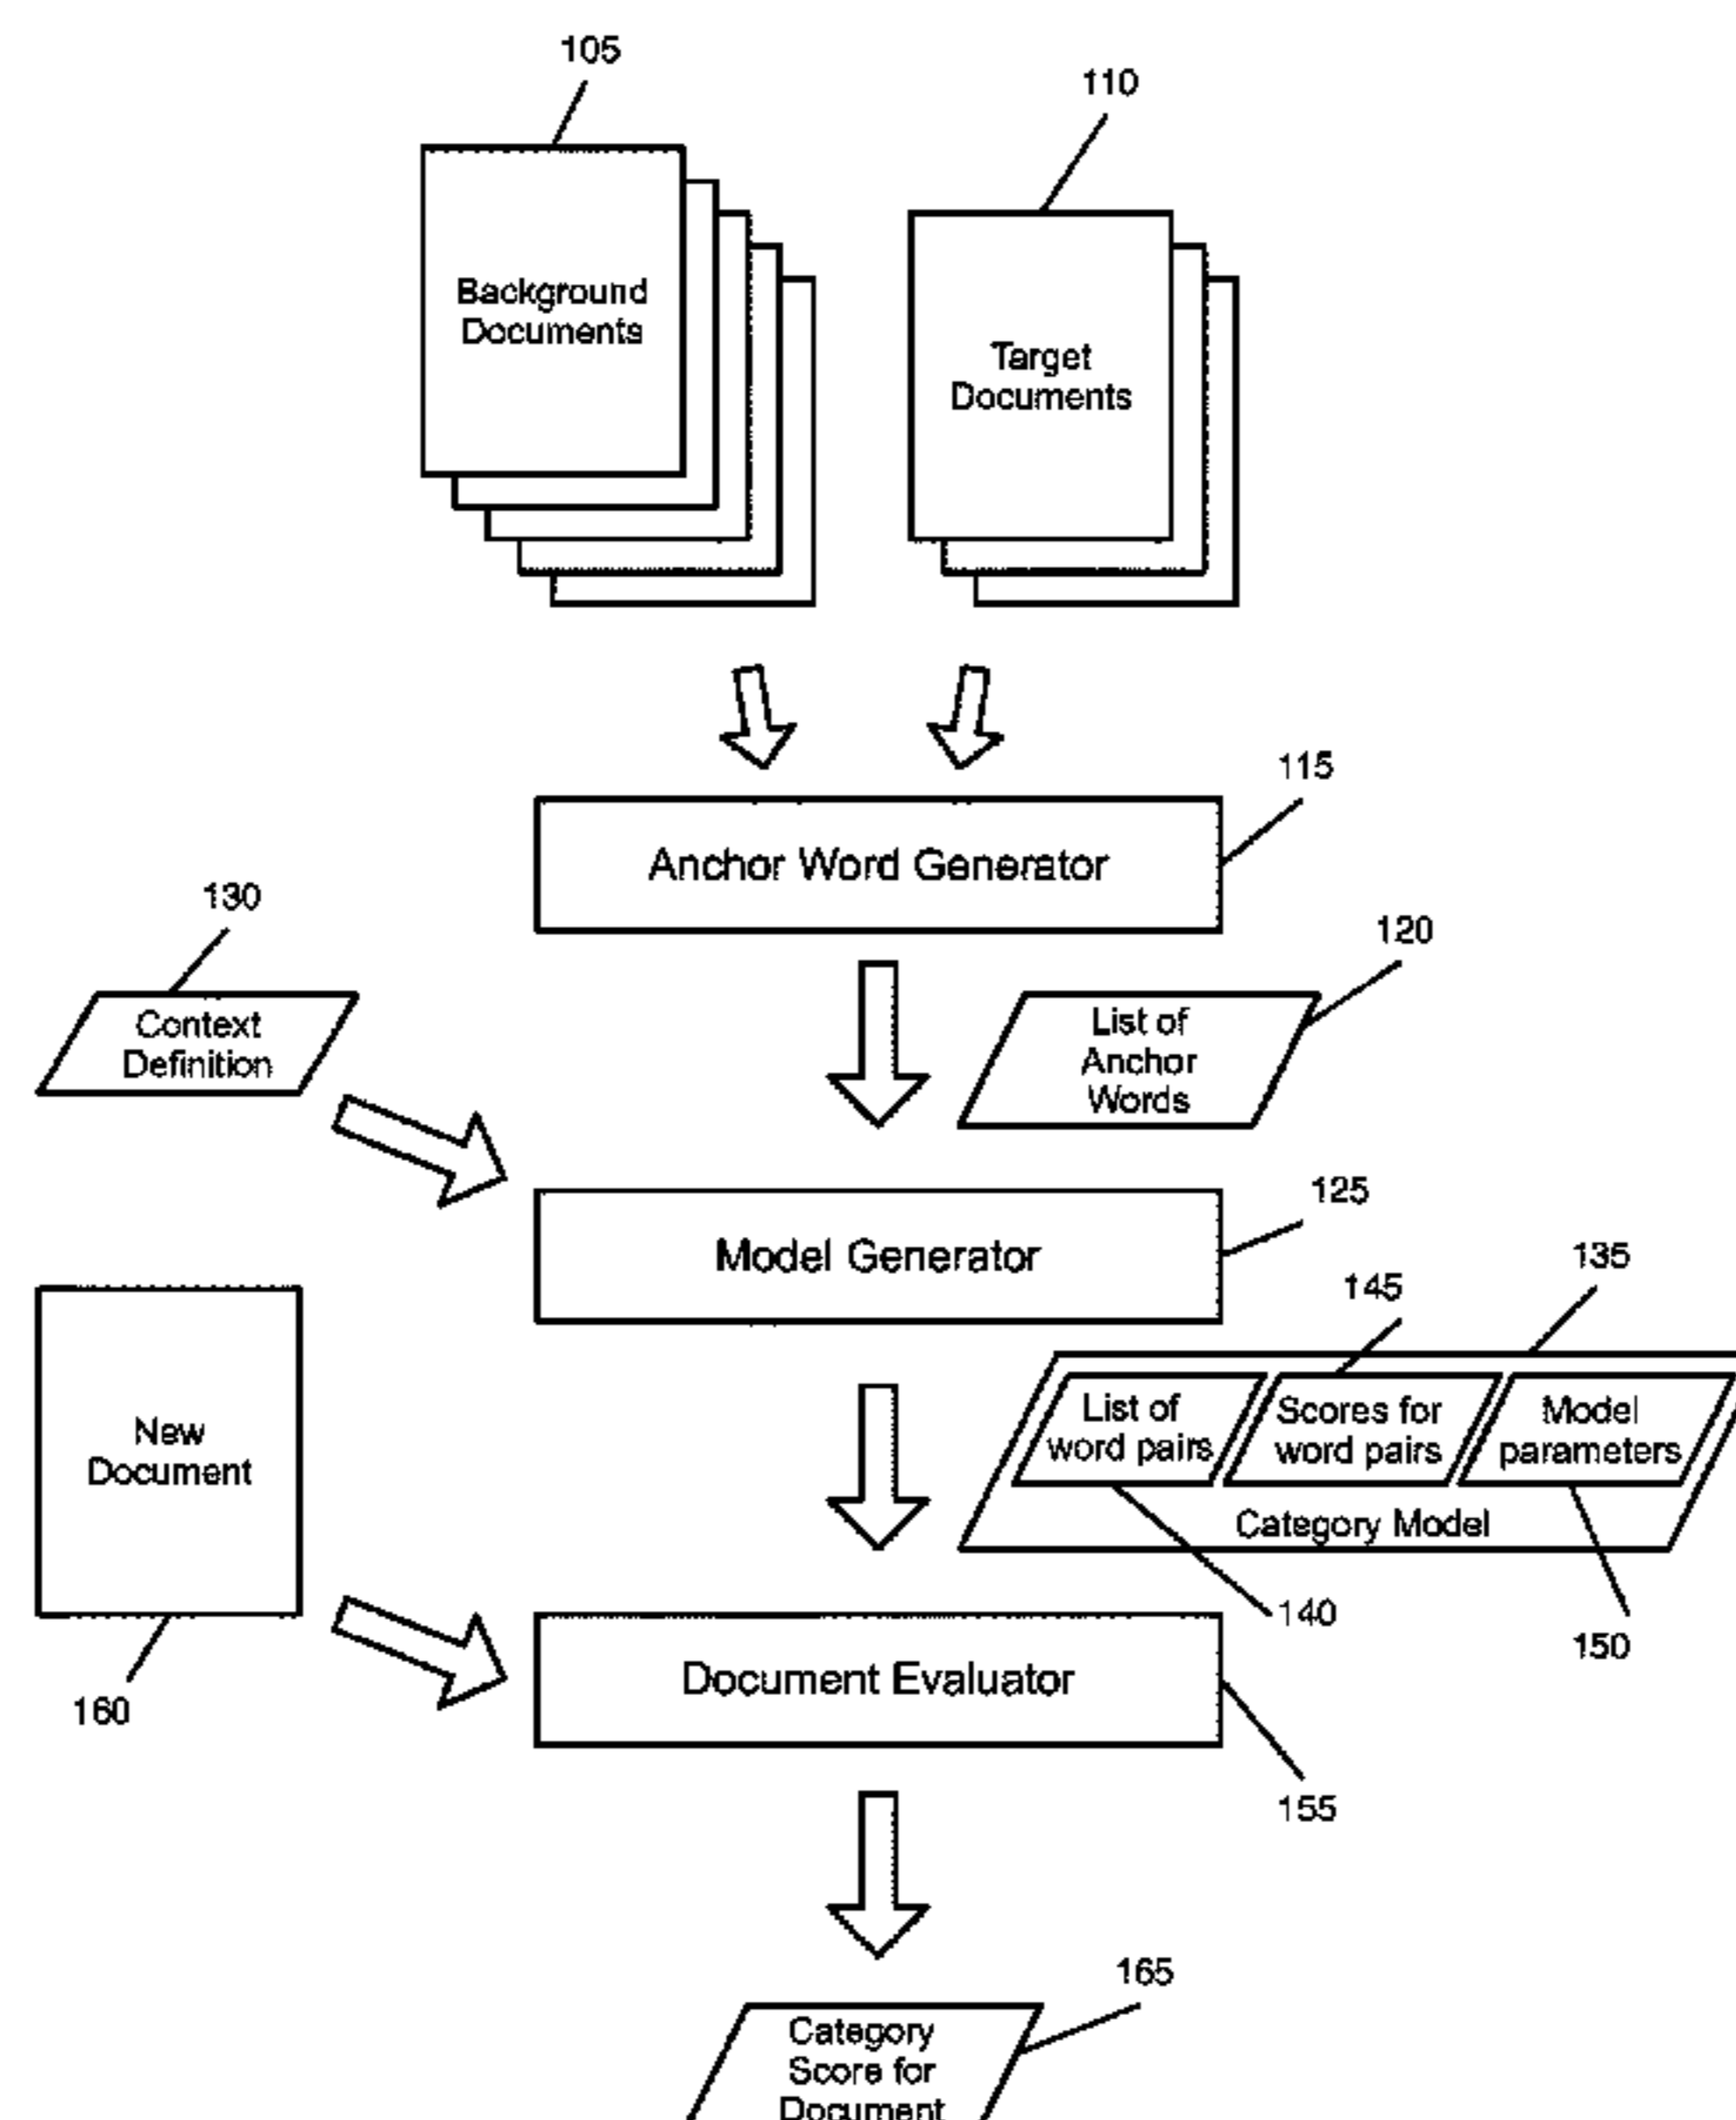 105
110
Background
Documents
Target
Documents
115
Anchor Word Generator
130
120
Context
Definition
List of
Anchor
Words
125
Model Generator
135
145
New
Document
List of
word pairs
Scores for
word pairs
Model
parameters
Category Model
140
150
160
Document Evaluator
155
165
Category
Score for
Document